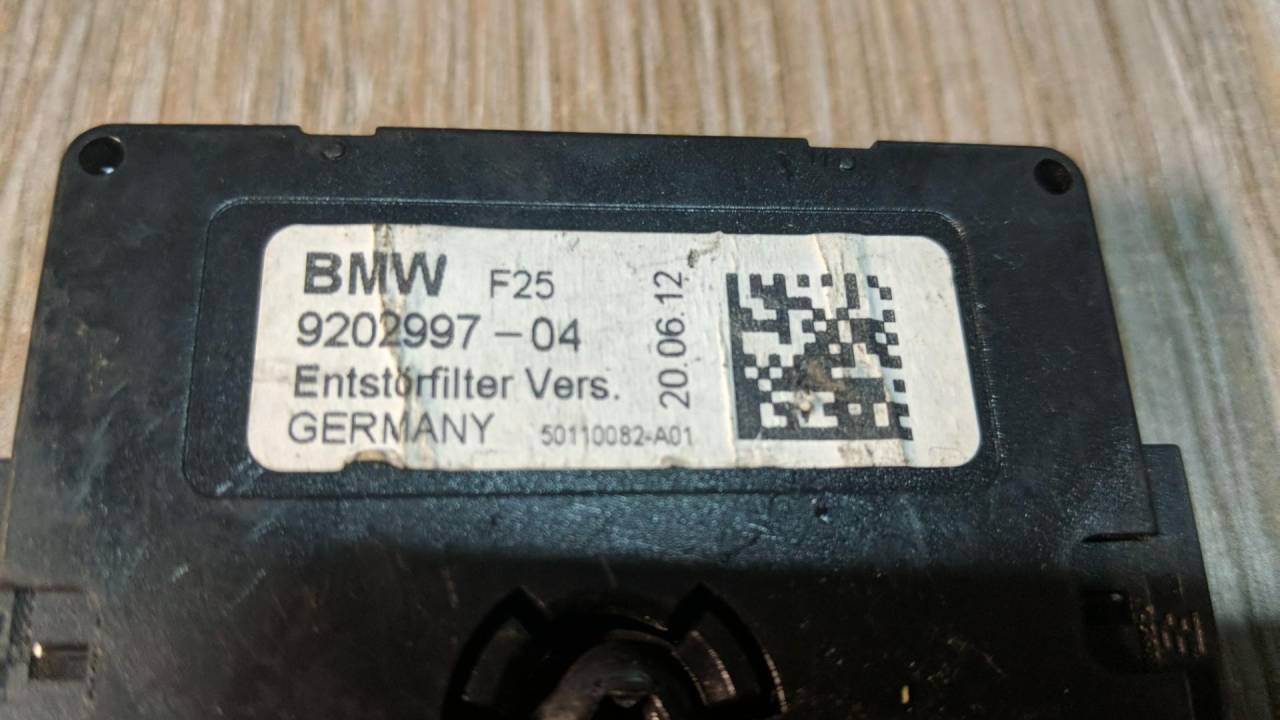 BMW F25
9202997-04
Entstörfilter Vers.
GERMANY 50110082-A01
20.06.12